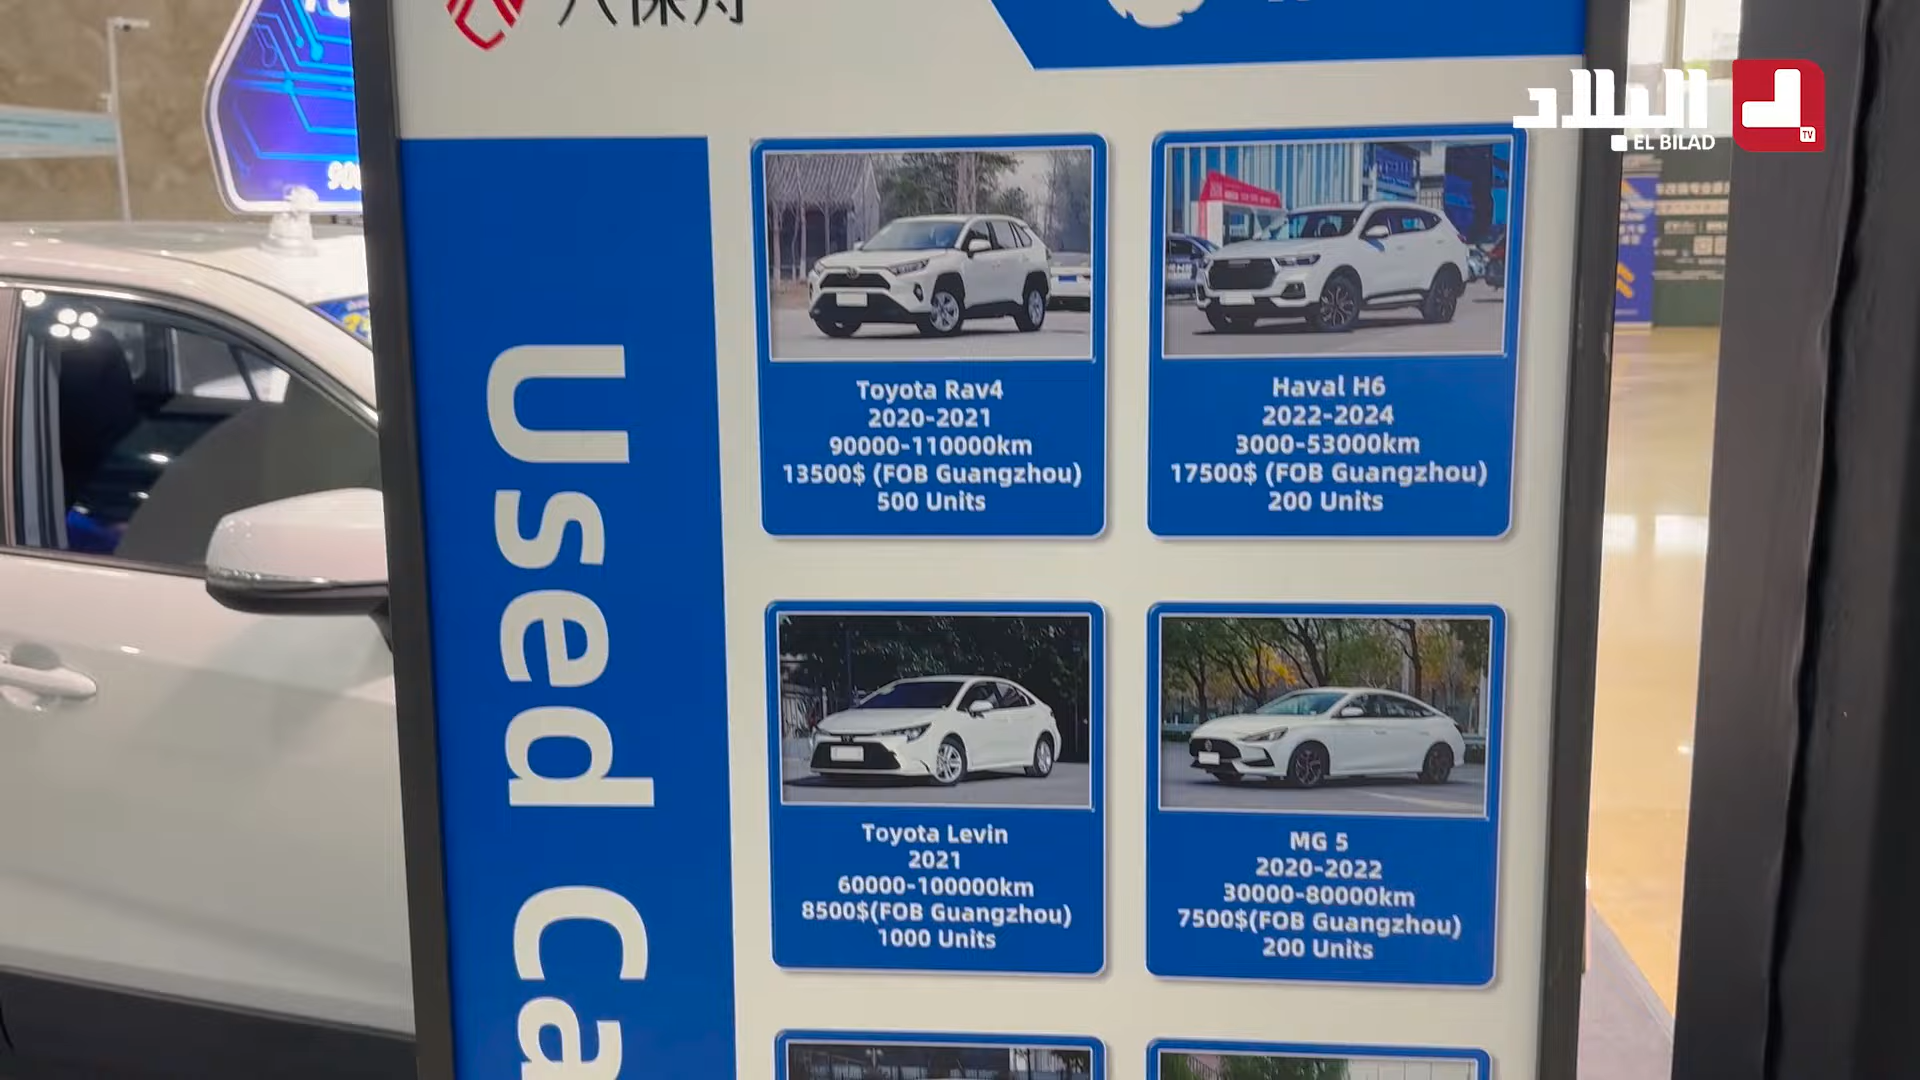 البلاد
EL BILAD
TV
Used Ca
Toyota Rav4
2020-2021
90000-110000km
13500$ (FOB Guangzhou)
500 Units
Haval H6
2022-2024
3000-53000km
17500$ (FOB Guangzhou)
200 Units
Toyota Levin
2021
60000-100000km
8500$(FOB Guangzhou)
1000 Units
MG 5
2020-2022
30000-80000km
7500$(FOB Guangzhou)
200 Units